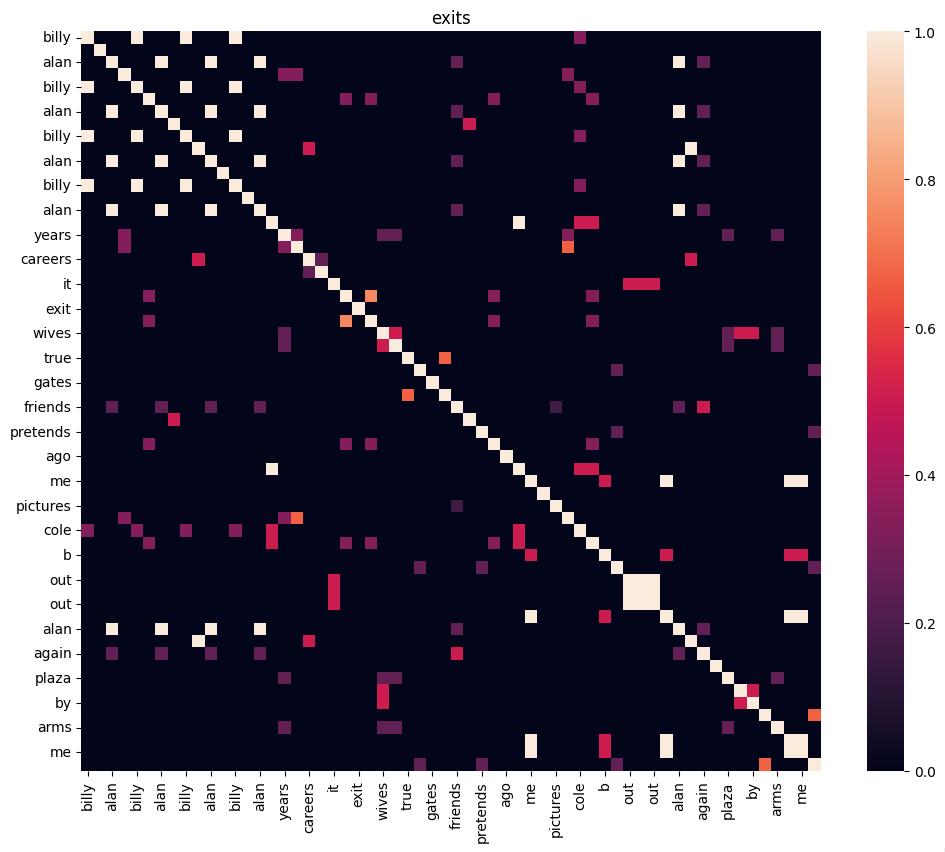 exits
billy
alan
billy
alan
billy
alan
billy
alan
years
careers
it
exit
wives
true
gates
friends
pretends
ago
me
pictures
cole
b
out
out
alan
again
plaza
by
arms
me
billy
alan
billy
alan
billy
alan
billy
alan
years
careers
it
exit
wives
true
gates
friends
pretends
ago
me
pictures
cole
b
out
out
alan
again
plaza
by
arms
me
1.0
0.8
0.6
0.4
0.2
0.0